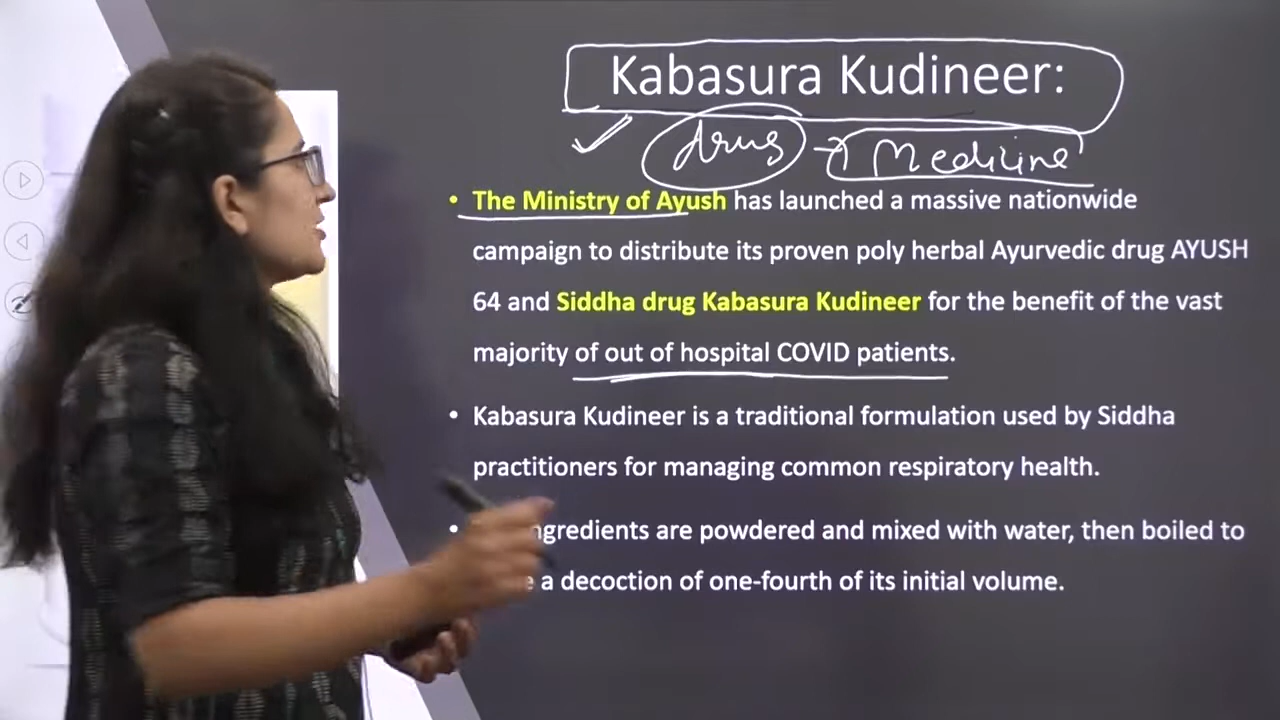 Kabasura Kudineer:
drug → Medicine
• The Ministry of Ayush has launched a massive nationwide
campaign to distribute its proven poly herbal Ayurvedic drug AYUSH
64 and Siddha drug Kabasura Kudineer for the benefit of the vast
majority of out of hospital COVID patients.
• Kabasura Kudineer is a traditional formulation used by Siddha
practitioners for managing common respiratory health.
• ngredients are powdered and mixed with water, then boiled to
a decoction of one-fourth of its initial volume.